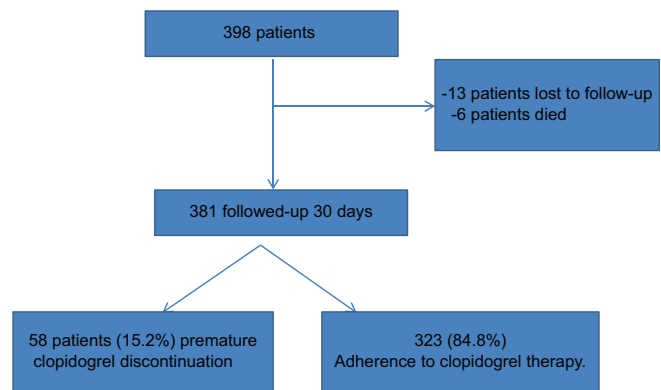 398 patients
-13 patients lost to follow-up
-6 patients died
381 followed-up 30 days
58 patients (15.2%) premature
clopidogrel discontinuation
323 (84.8%)
Adherence to clopidogrel therapy.